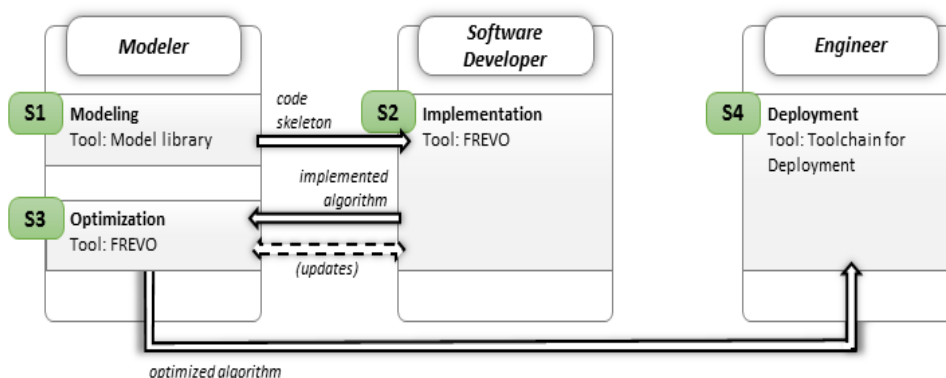 Modeler
Software
Developer
Engineer
S1
Modeling
Tool: Model library
code
skeleton
S2
Implementation
Tool: FREVO
S4
Deployment
Tool: Toolchain for
Deployment
implemented
algorithm
S3
Optimization
Tool: FREVO
(updates)
optimized algorithm